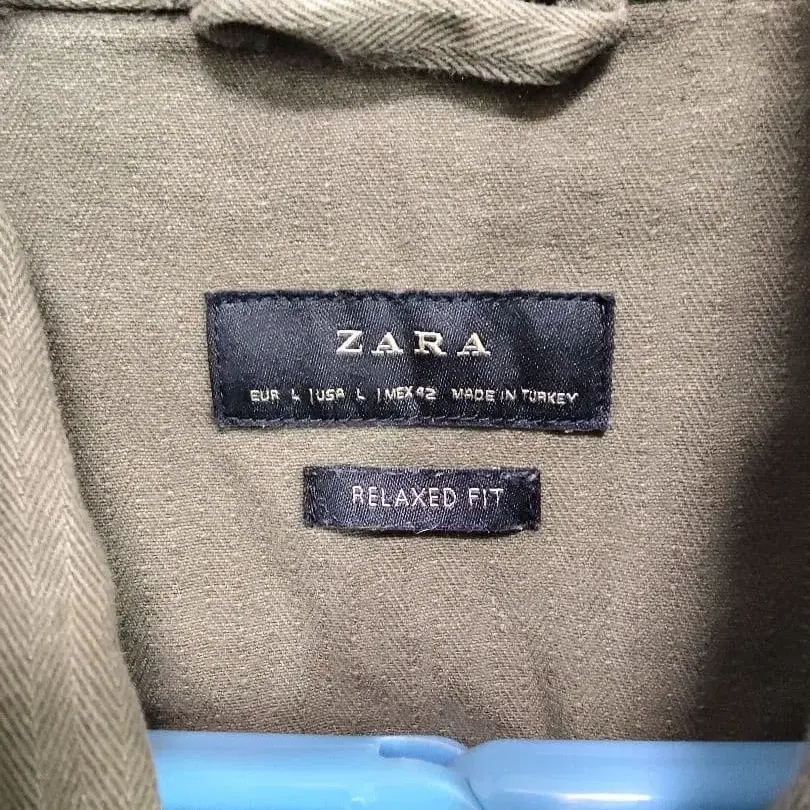 ZARA
EUR L | USA L | MEX 42 MADE IN TURKEY
RELAXED FIT